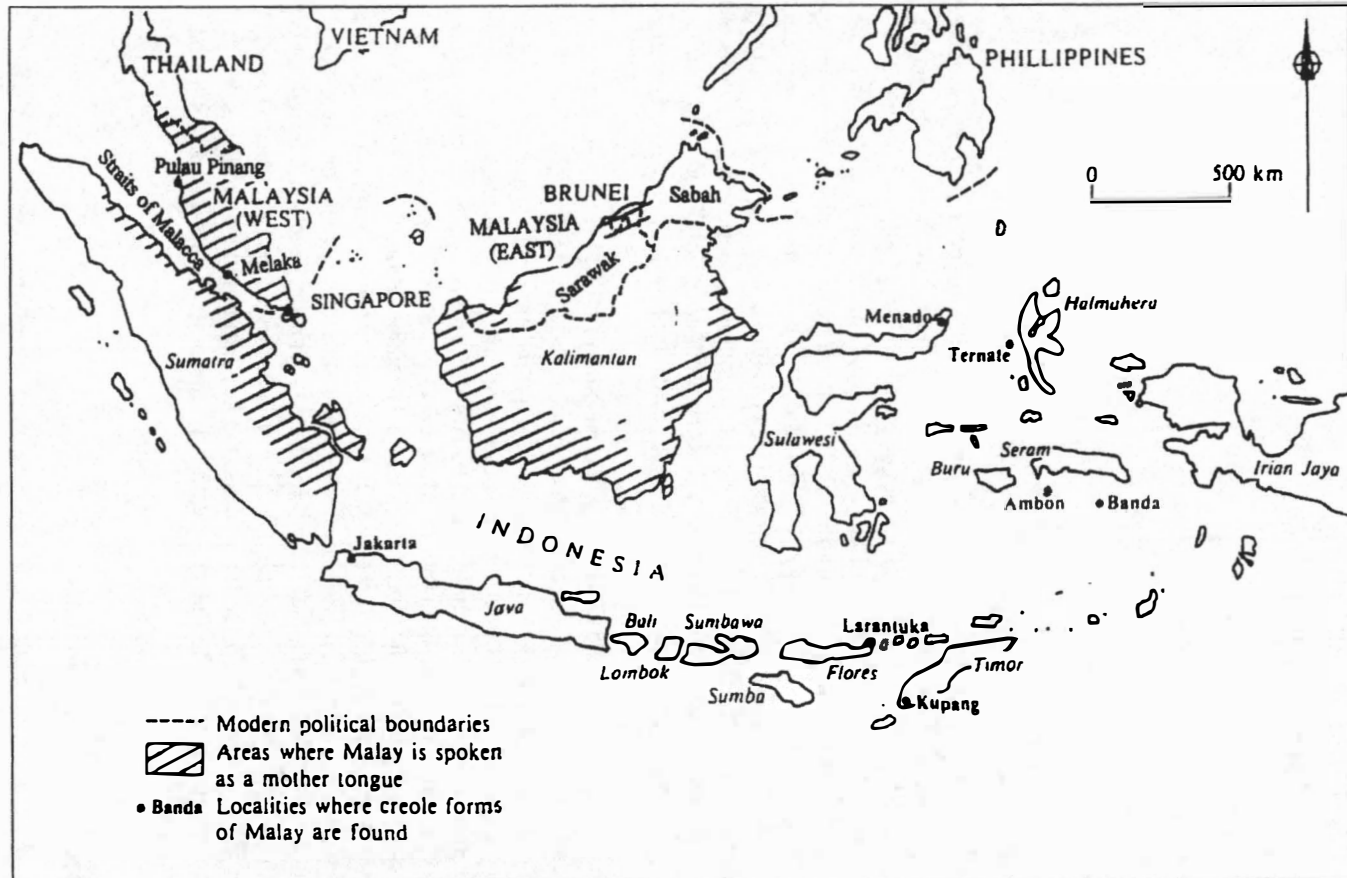 VIETNAM
THAILAND
PHILLIPPINES
0 500 km
Pulau Pinang
Straits of Malacca
MALAYSIA
(WEST)
BRUNEI
Sabah
MALAYSIA
(EAST)
Melaka
Sarawak
SINGAPORE
Menado
Halmuheru
Ternate
Sumatra
Kalimantun
Sulawesi
Seram
Buru
Irian Jaya
Ambon
Banda
INDONESIA
Jakarta
Java
Buli
Sumbawa
Larantuka
Lombok
Flores
Timor
Sumba
Kupang
Modern political boundaries
Areas where Malay is spoken
as a mother tongue
• Banda Localities where creole forms
of Malay are found